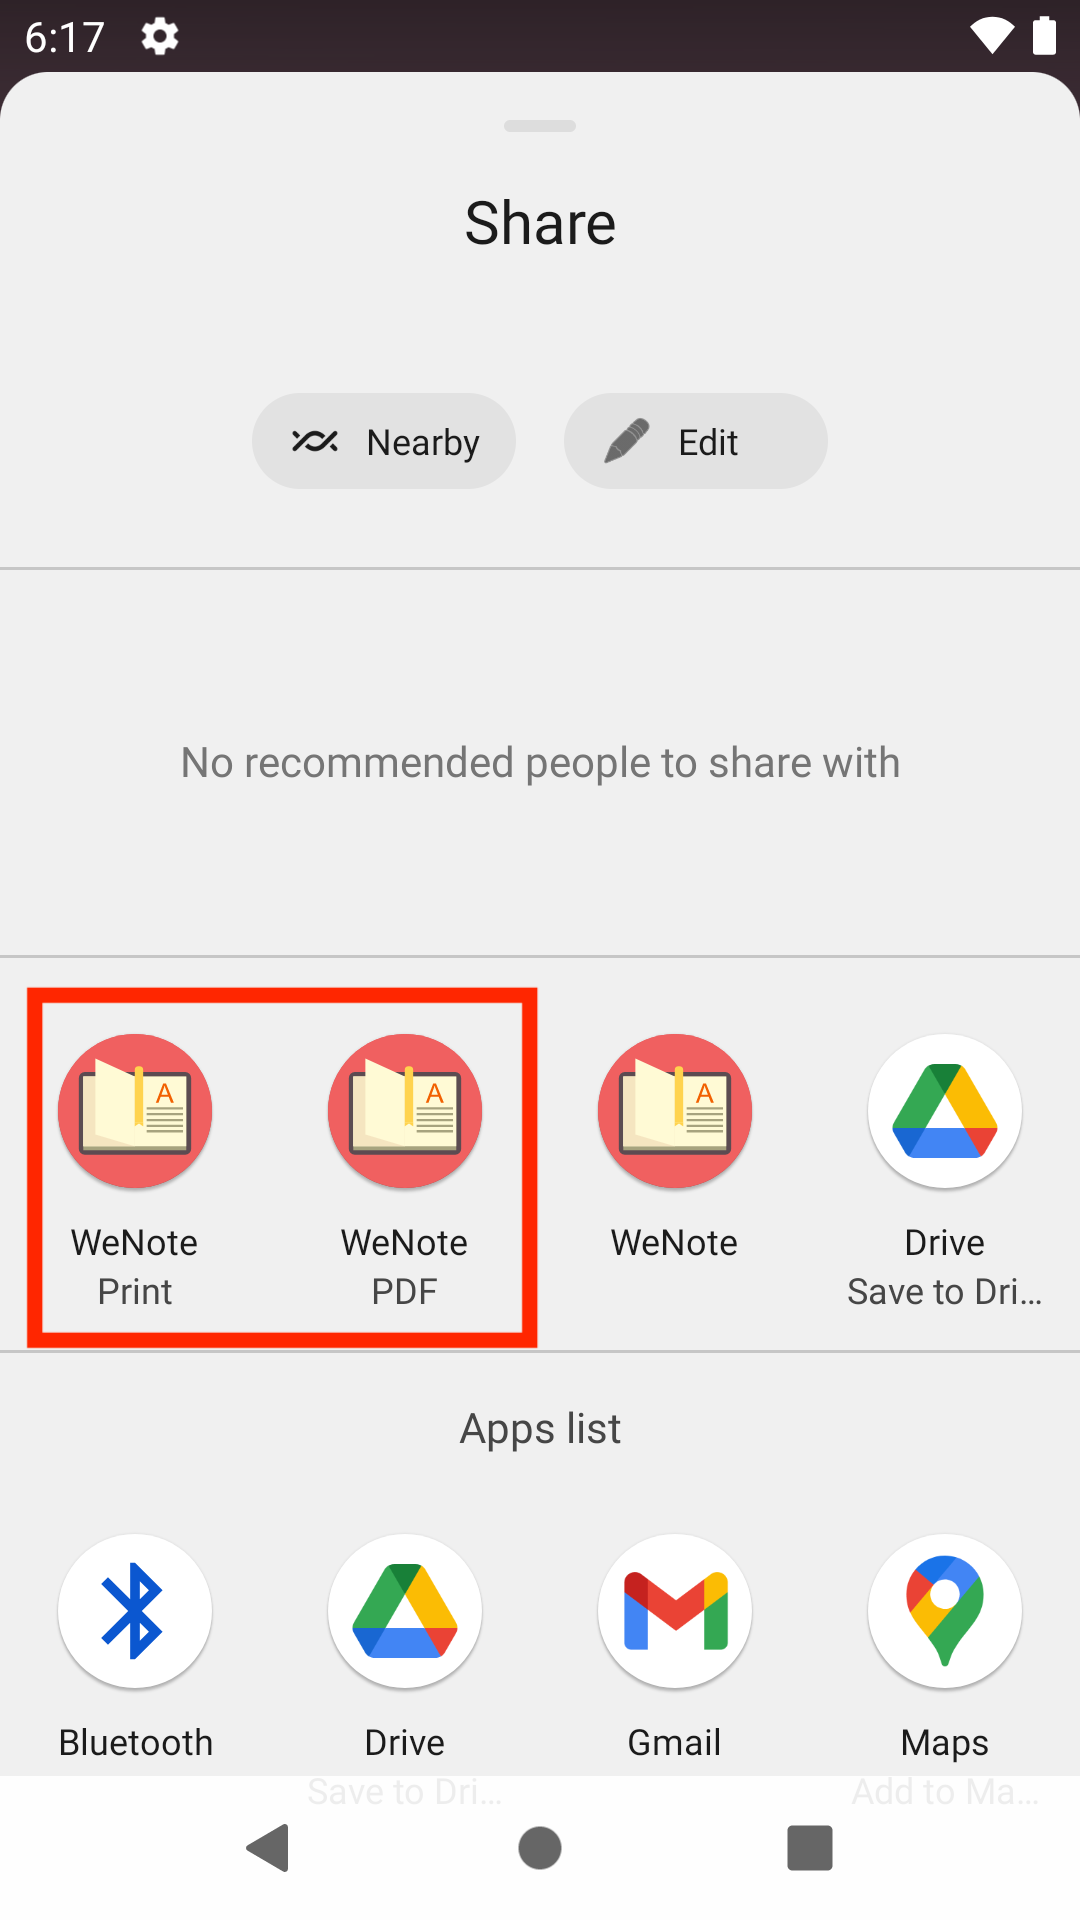 6:17
Share
Nearby Edit
No recommended people to share with
A A A
WeNote WeNote WeNote Drive
Print PDF Save to Dri...
Apps list
Bluetooth Drive Gmail Maps
Save to Dri... Add to Ma...